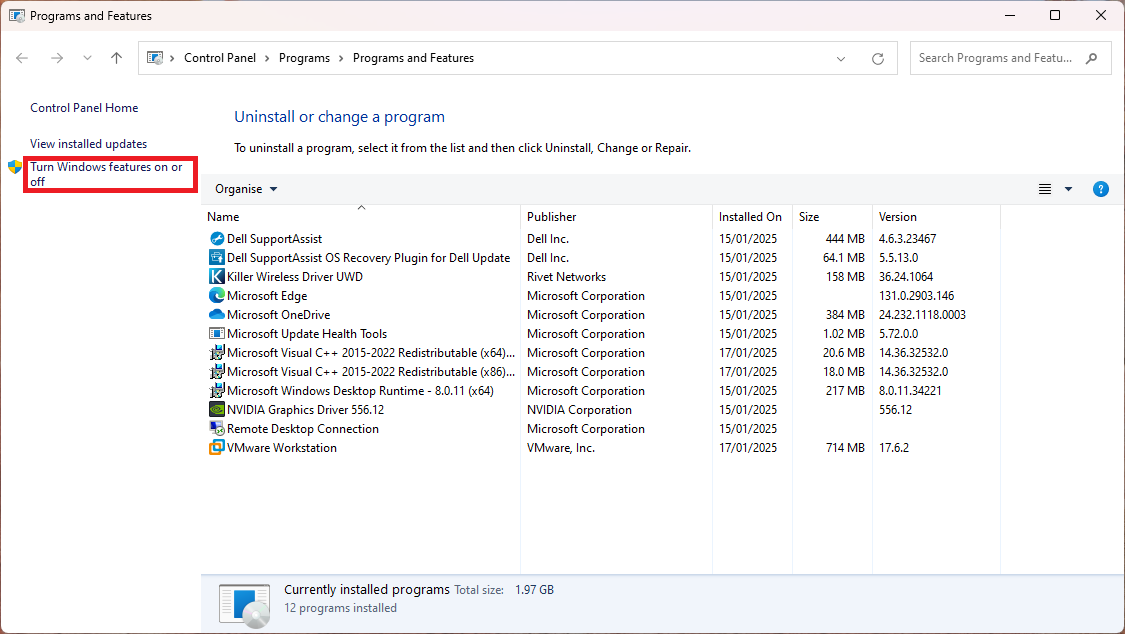 Programs and Features
Control Panel > Programs > Programs and Features
Search Programs and Featu...
Control Panel Home
View installed updates
Turn Windows features on or
off
Uninstall or change a program
To uninstall a program, select it from the list and then click Uninstall, Change or Repair.
Organise
?
Name Publisher Installed On Size Version
Dell SupportAssist Dell Inc. 15/01/2025 444 MB 4.6.3.23467
Dell SupportAssist OS Recovery Plugin for Dell Update Dell Inc. 15/01/2025 64.1 MB 5.5.13.0
Killer Wireless Driver UWD Rivet Networks 15/01/2025 158 MB 36.24.1064
Microsoft Edge Microsoft Corporation 15/01/2025 131.0.2903.146
Microsoft OneDrive Microsoft Corporation 15/01/2025 384 MB 24.232.1118.0003
Microsoft Update Health Tools Microsoft Corporation 15/01/2025 1.02 MB 5.72.0.0
Microsoft Visual C++ 2015-2022 Redistributable (x64)... Microsoft Corporation 17/01/2025 20.6 MB 14.36.32532.0
Microsoft Visual C++ 2015-2022 Redistributable (x86)... Microsoft Corporation 17/01/2025 18.0 MB 14.36.32532.0
Microsoft Windows Desktop Runtime - 8.0.11 (x64) Microsoft Corporation 15/01/2025 217 MB 8.0.11.34221
NVIDIA Graphics Driver 556.12 NVIDIA Corporation 15/01/2025 556.12
Remote Desktop Connection Microsoft Corporation 15/01/2025
VMware Workstation VMware, Inc. 17/01/2025 714 MB 17.6.2
Currently installed programs Total size: 1.97 GB
12 programs installed